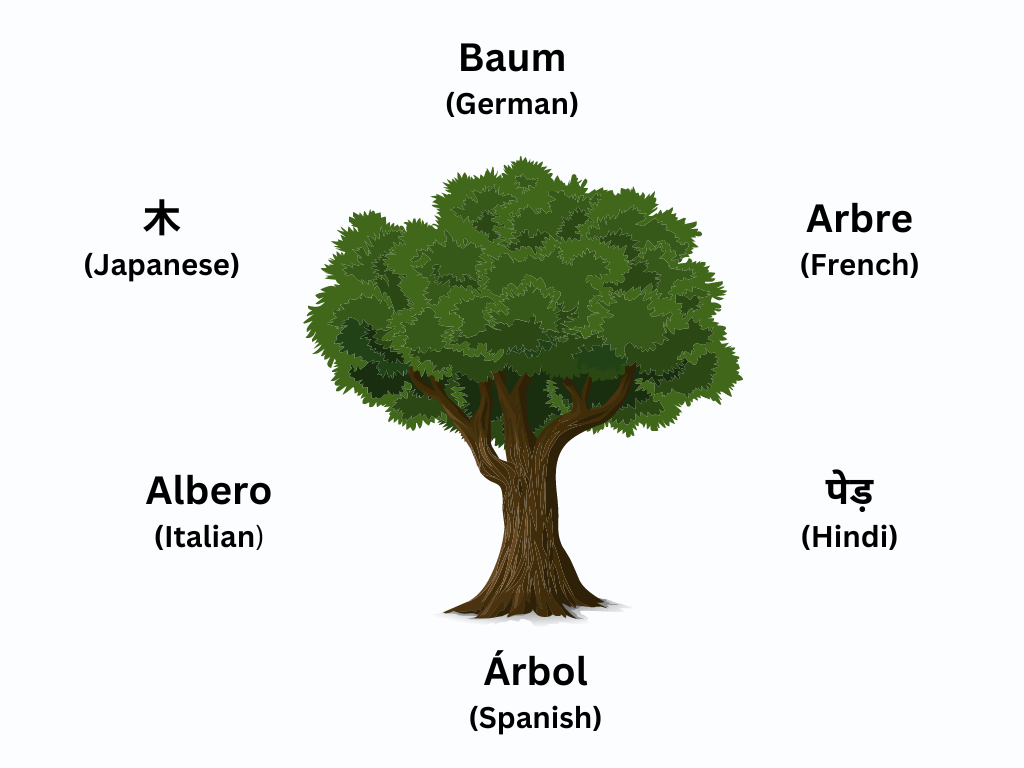 Baum
(German)
木
(Japanese)
Arbre
(French)
Albero
(Italian)
पेड़
(Hindi)
Árbol
(Spanish)